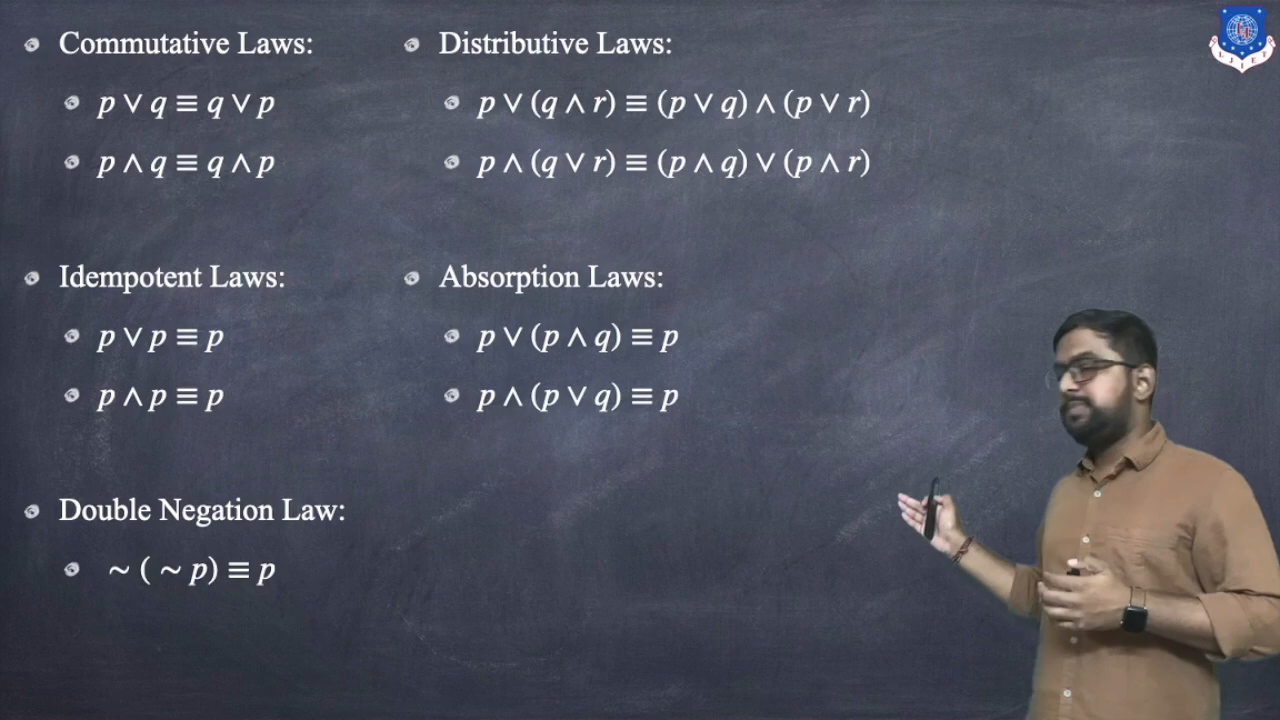 Commutative Laws:
p ∨ q ≡ q ∨ p
p ∧ q ≡ q ∧ p
Distributive Laws:
p ∨ (q ∧ r) ≡ (p ∨ q) ∧ (p ∨ r)
p ∧ (q ∨ r) ≡ (p ∧ q) ∨ (p ∧ r)
Idempotent Laws:
p ∨ p ≡ p
p ∧ p ≡ p
Absorption Laws:
p ∨ (p ∧ q) ≡ p
p ∧ (p ∨ q) ≡ p
Double Negation Law:
~ ( ~ p) ≡ p